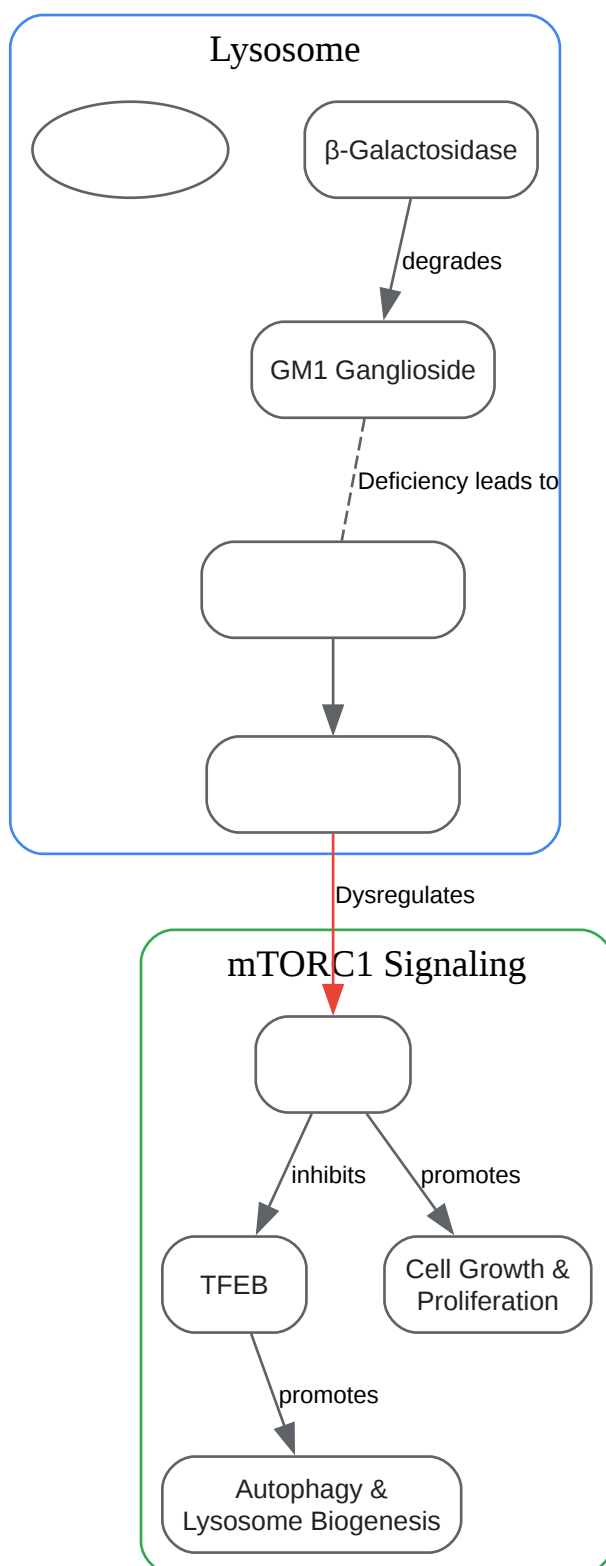 Lysosome
β-Galactosidase
degrades
GM1 Ganglioside
Deficiency leads to
Dysregulates
mTORC1 Signaling
inhibits
promotes
TFEB
Cell Growth &
Proliferation
promotes
Autophagy &
Lysosome Biogenesis